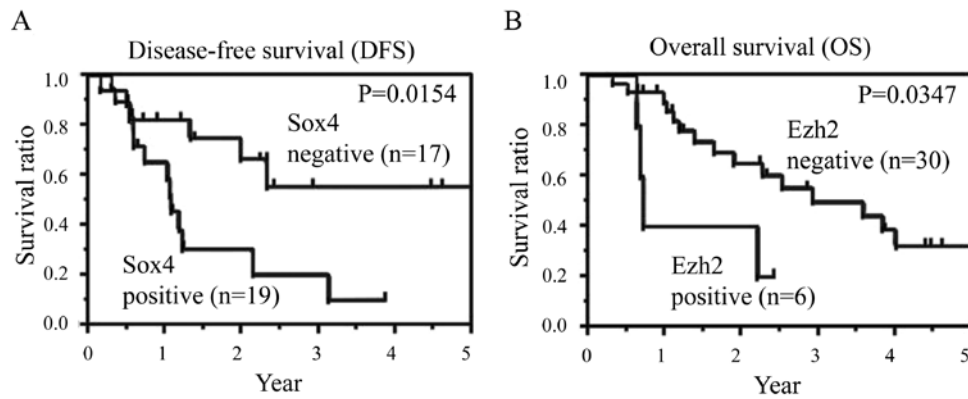 A
Disease-free survival (DFS)
P=0.0154
Sox4
negative (n=17)
Sox4
positive (n=19)
Survival ratio
1.0
0.8
0.6
0.4
0.2
0.0
0 1 2 3 4 5
Year
B
Overall survival (OS)
P=0.0347
Ezh2
negative (n=30)
Ezh2
positive (n=6)
Survival ratio
1.0
0.8
0.6
0.4
0.2
0.0
0 1 2 3 4 5
Year